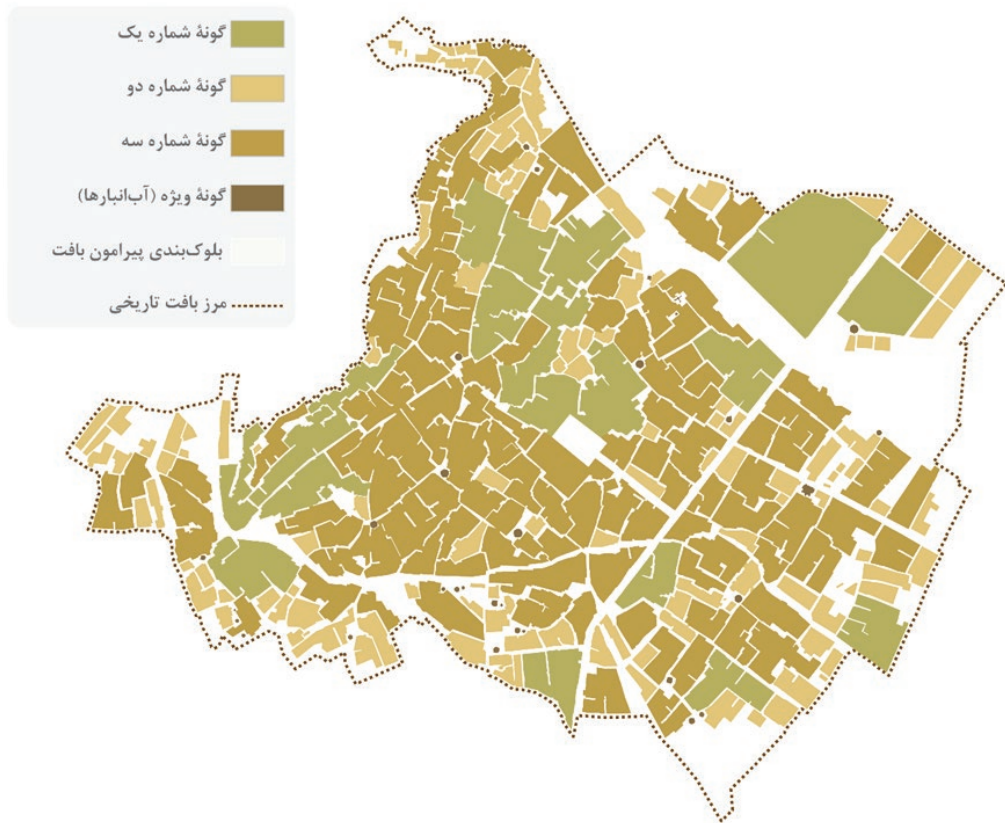 گونهٔ شماره یک
گونهٔ شماره دو
گونهٔ شماره سه
گونهٔ ویژه (آب‌انبارها)
بلوک‌بندی پیرامون بافت
مرز بافت تاریخی